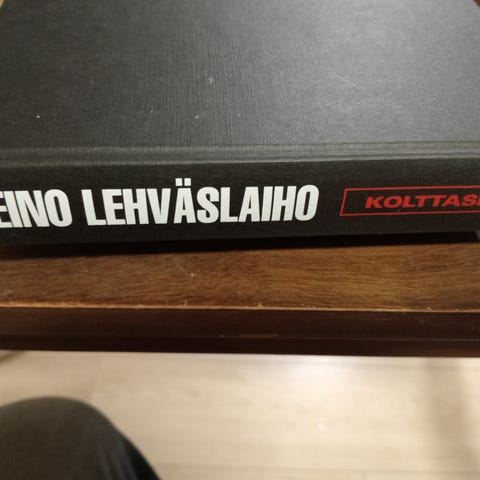 EINO LEHVÄSLAIHO KOLTTAS